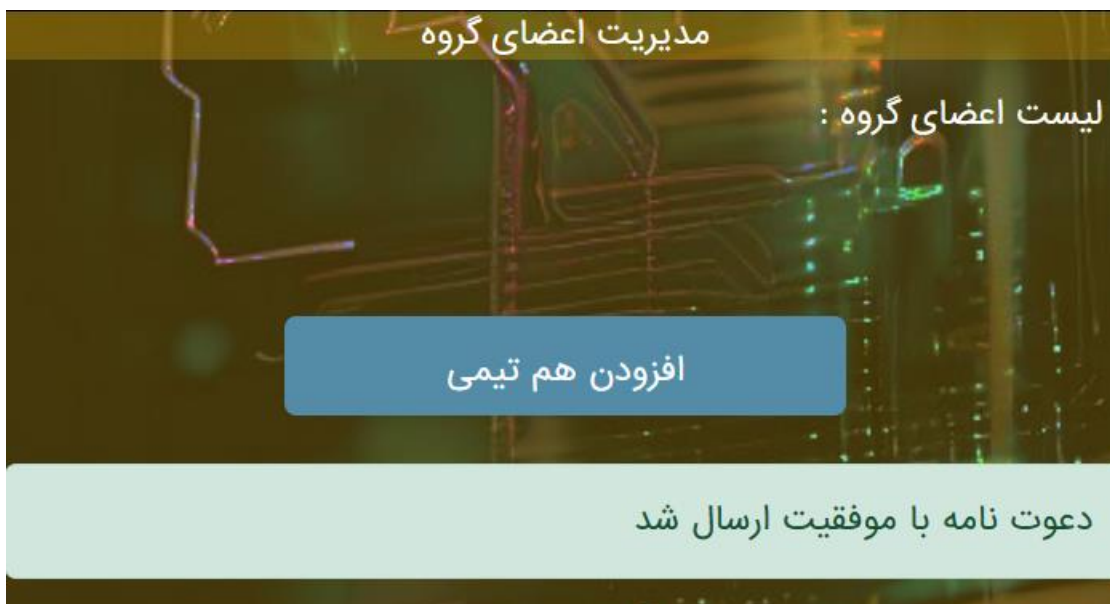 مدیریت اعضای گروه
لیست اعضای گروه :
افزودن هم تیمی
دعوت نامه با موفقیت ارسال شد